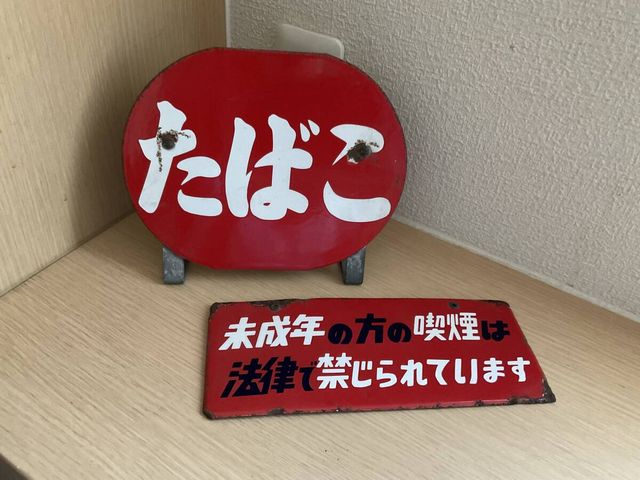 たばこ
未成年の方の喫煙は
法律で禁じられています